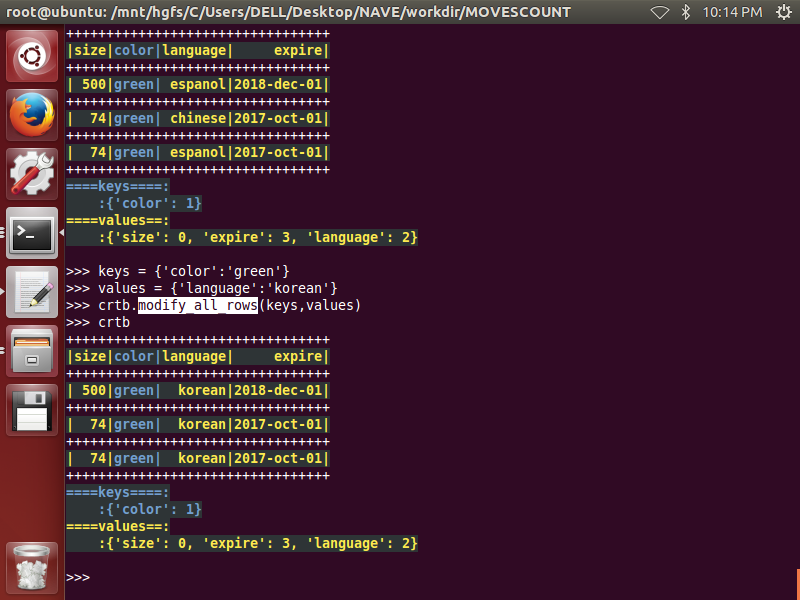 root@ubuntu: /mnt/hgfs/C/Users/DELL/Desktop/NAVE/workdir/MOVESCOUNT 10:14 PM
+++++++++++++++++++++++++++++++++
|size|color|language|     expire|
+++++++++++++++++++++++++++++++++
| 500|green| espanol|2018-dec-01|
+++++++++++++++++++++++++++++++++
|  74|green| chinese|2017-oct-01|
+++++++++++++++++++++++++++++++++
|  74|green| espanol|2017-oct-01|
+++++++++++++++++++++++++++++++++
====keys====:
    :{'color': 1}
====values==:
    :{'size': 0, 'expire': 3, 'language': 2}
>>> keys = {'color':'green'}
>>> values = {'language':'korean'}
>>> crtb.modify_all_rows(keys,values)
>>> crtb
+++++++++++++++++++++++++++++++++
|size|color|language|     expire|
+++++++++++++++++++++++++++++++++
| 500|green|  korean|2018-dec-01|
+++++++++++++++++++++++++++++++++
|  74|green|  korean|2017-oct-01|
+++++++++++++++++++++++++++++++++
|  74|green|  korean|2017-oct-01|
+++++++++++++++++++++++++++++++++
====keys====:
    :{'color': 1}
====values==:
    :{'size': 0, 'expire': 3, 'language': 2}
>>>